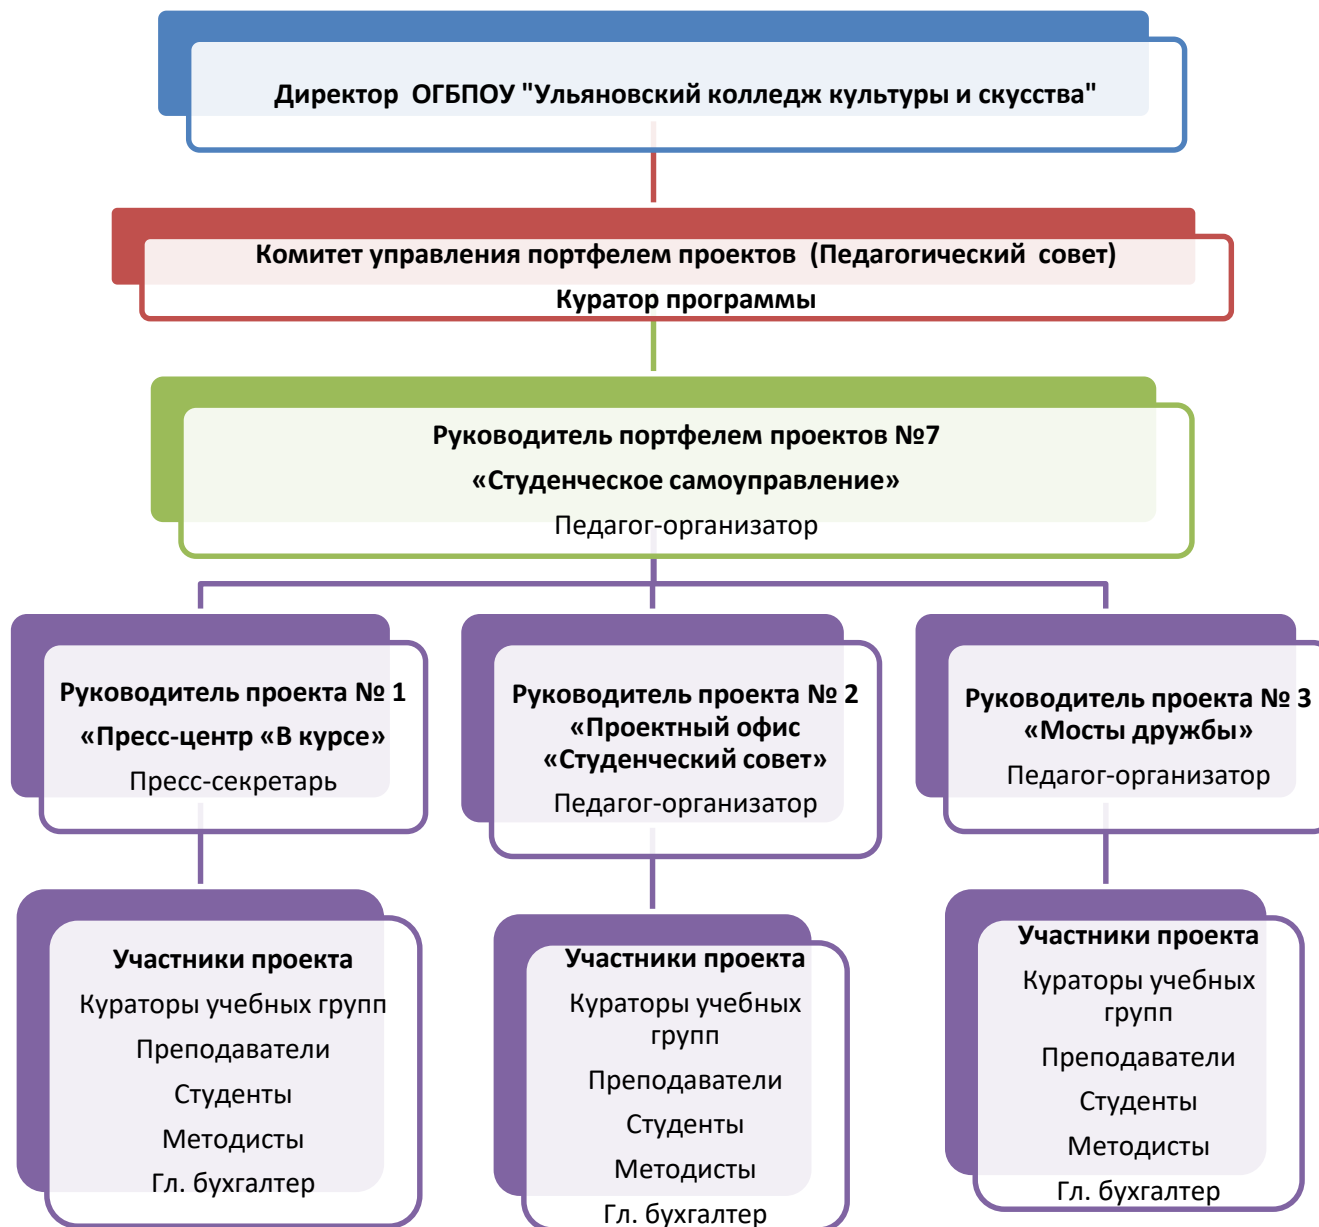 Директор ОГБПОУ "Ульяновский колледж культуры и скусства"
Комитет управления портфелем проектов (Педагогический совет)
Куратор программы
Руководитель портфелем проектов №7
«Студенческое самоуправление»
Педагог-организатор
Руководитель проекта № 1
«Пресс-центр «В курсе»
Пресс-секретарь
Руководитель проекта № 2
«Проектный офис
«Студенческий совет»
Педагог-организатор
Руководитель проекта № 3
«Мосты дружбы»
Педагог-организатор
Участники проекта
Кураторы учебных групп
Преподаватели
Студенты
Методисты
Гл. бухгалтер
Участники проекта
Кураторы учебных
групп
Преподаватели
Студенты
Методисты
Гл. бухгалтер
Участники проекта
Кураторы учебных
групп
Преподаватели
Студенты
Методисты
Гл. бухгалтер